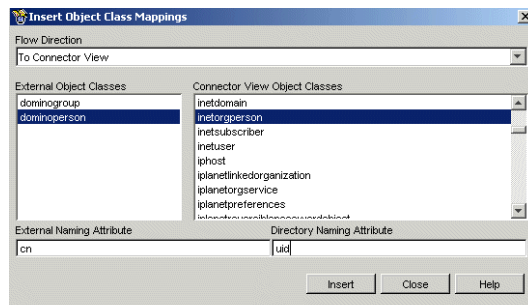 Insert Object Class Mappings
Flow Direction
To Connector View
External Object Classes
Connector View Object Classes
dominogroup
dominoperson
inetdomain
inetorgperson
inetsubscriber
inetuser
iphost
iplanetlinkedorganization
iplanetorgservice
iplanetpreferences
External Naming Attribute
Directory Naming Attribute
cn
uid
Insert
Close
Help